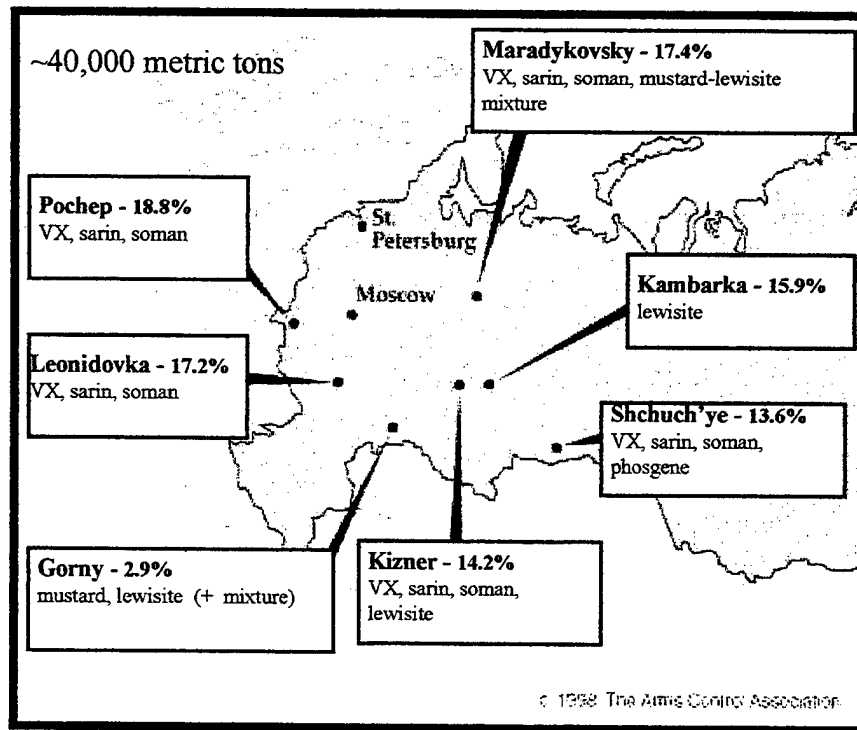 ~40,000 metric tons
Maradykovsky - 17.4%
VX, sarin, soman, mustard-lewisite
mixture
Pochep - 18.8%
VX, sarin, soman
St.
Petersburg
Moscow
Kambarka - 15.9%
lewisite
Leonidovka - 17.2%
VX, sarin, soman
Shchuch'ye - 13.6%
VX, sarin, soman,
phosgene
Gorny - 2.9%
mustard, lewisite (+ mixture)
Kizner - 14.2%
VX, sarin, soman,
lewisite
c 1998 The Arms Control Association